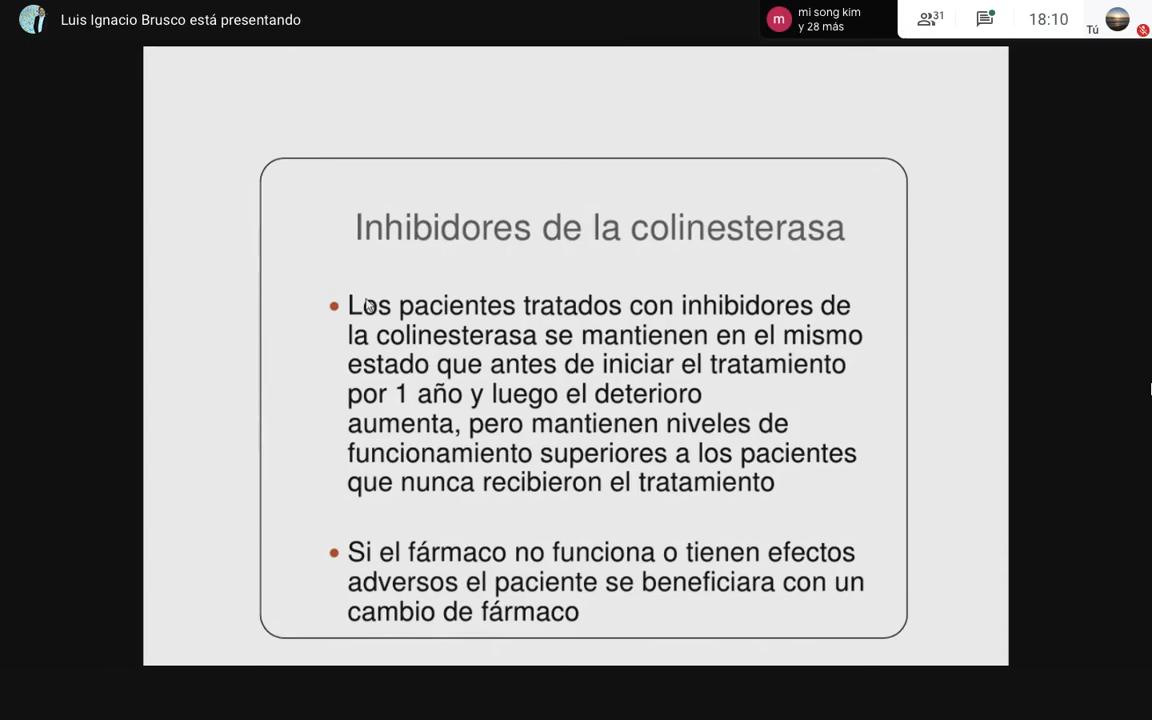 Luis Ignacio Brusco está presentando
m
mi song kim
y 28 más
31
18:10
Tú
Inhibidores de la colinesterasa
• Los pacientes tratados con inhibidores de
la colinesterasa se mantienen en el mismo
estado que antes de iniciar el tratamiento
por 1 año y luego el deterioro
aumenta, pero mantienen niveles de
funcionamiento superiores a los pacientes
que nunca recibieron el tratamiento
• Si el fármaco no funciona o tienen efectos
adversos el paciente se beneficiara con un
cambio de fármaco